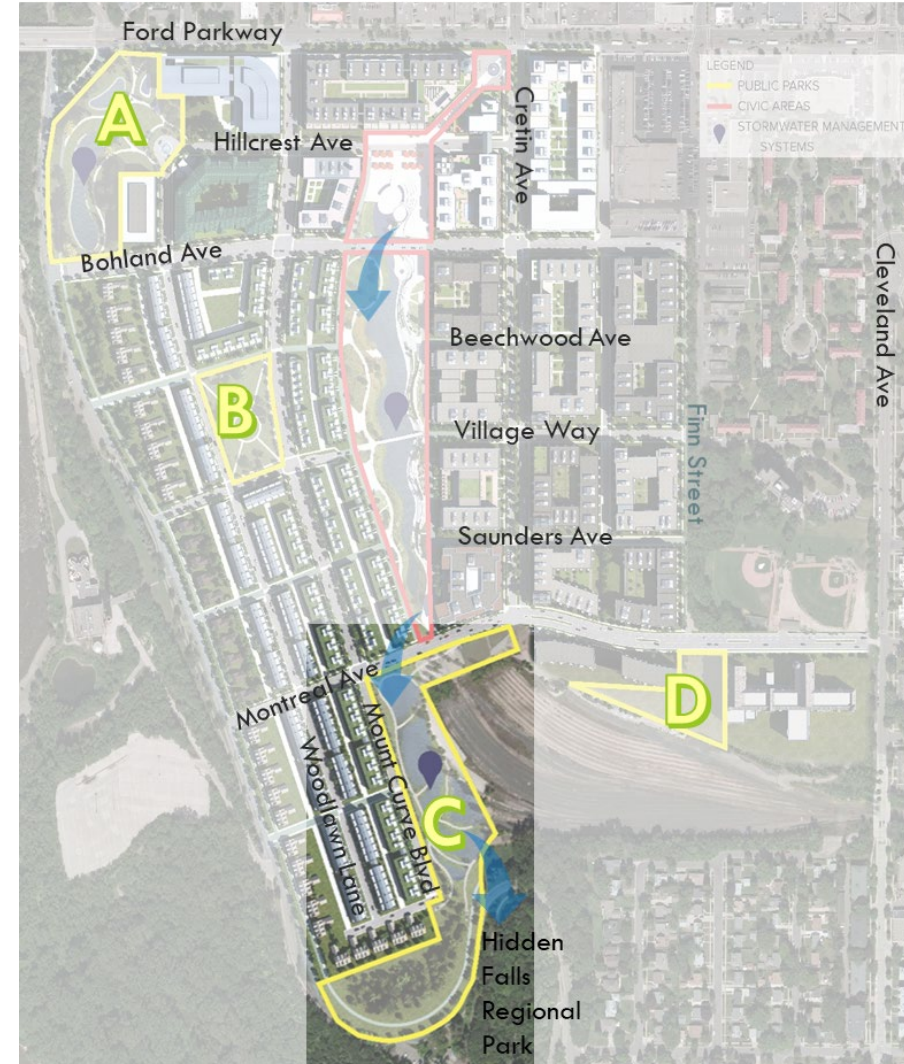 Ford Parkway
LEGEND
PUBLIC PARKS
CIVIC AREAS
STORMWATER MANAGEMENT
SYSTEMS
A
Hillcrest Ave
Cretin Ave
Bohland Ave
Cleveland Ave
Beechwood Ave
B
Village Way
Finn Street
Saunders Ave
Montreal Ave
D
Mount Curve Blvd
Woodlawn Lane
C
Hidden
Falls
Regional
Park